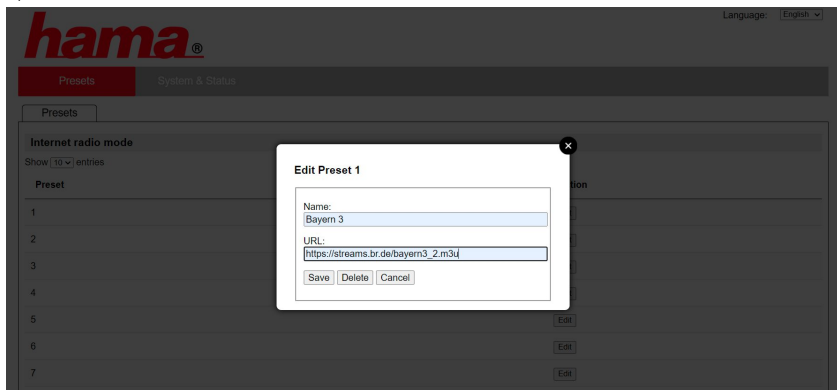 Language: English
hama®
Presets System & Status
Presets
Internet radio mode
Show 10 entries
Preset
Edit Preset 1
Name:
Bayern 3
URL:
https://streams.br.de/bayern3_2.m3u
Save Delete Cancel
1
2
3
4
5 Edit
6 Edit
7 Edit